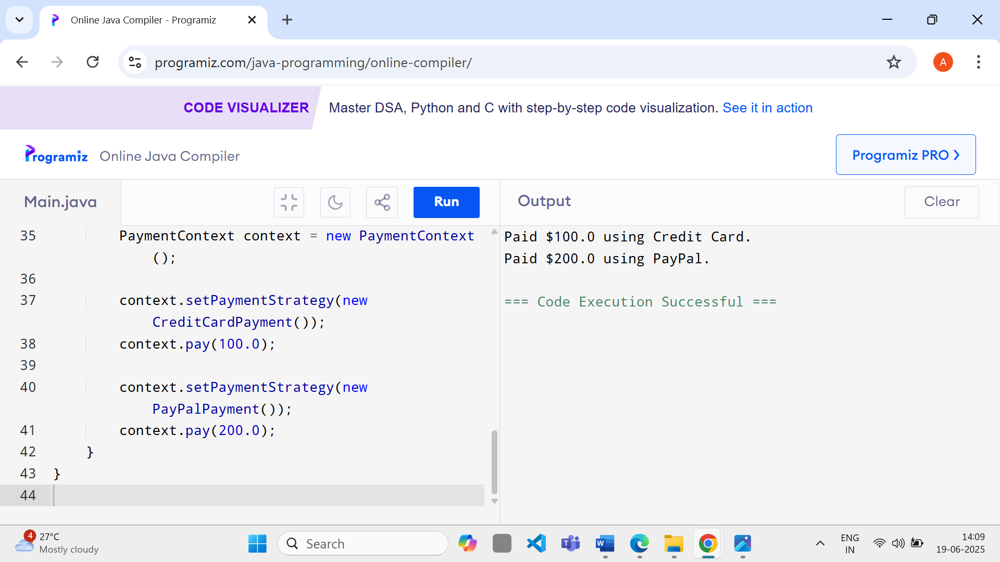 Online Java Compiler - Programiz
programiz.com/java-programming/online-compiler/
A
CODE VISUALIZER Master DSA, Python and C with step-by-step code visualization. See it in action
Programiz Online Java Compiler
Programiz PRO ❯
Main.java
Run
Output
Clear
35 PaymentContext context = new PaymentContext
();
36
37 context.setPaymentStrategy(new
CreditCardPayment());
38 context.pay(100.0);
39
40 context.setPaymentStrategy(new
PayPalPayment());
41 context.pay(200.0);
42 }
43 }
44
Paid $100.0 using Credit Card.
Paid $200.0 using PayPal.
=== Code Execution Successful ===
4
27°C
Mostly cloudy
Search
T
W
ENG
IN
14:09
19-06-2025